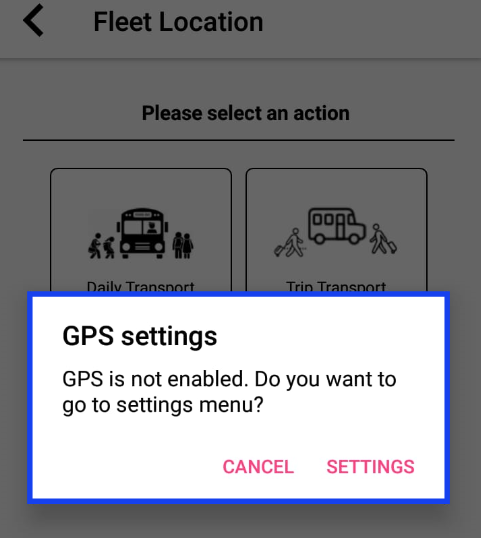 Fleet Location
Please select an action
Daily Transport
Trip Transport
GPS settings
GPS is not enabled. Do you want to
go to settings menu?
CANCEL
SETTINGS